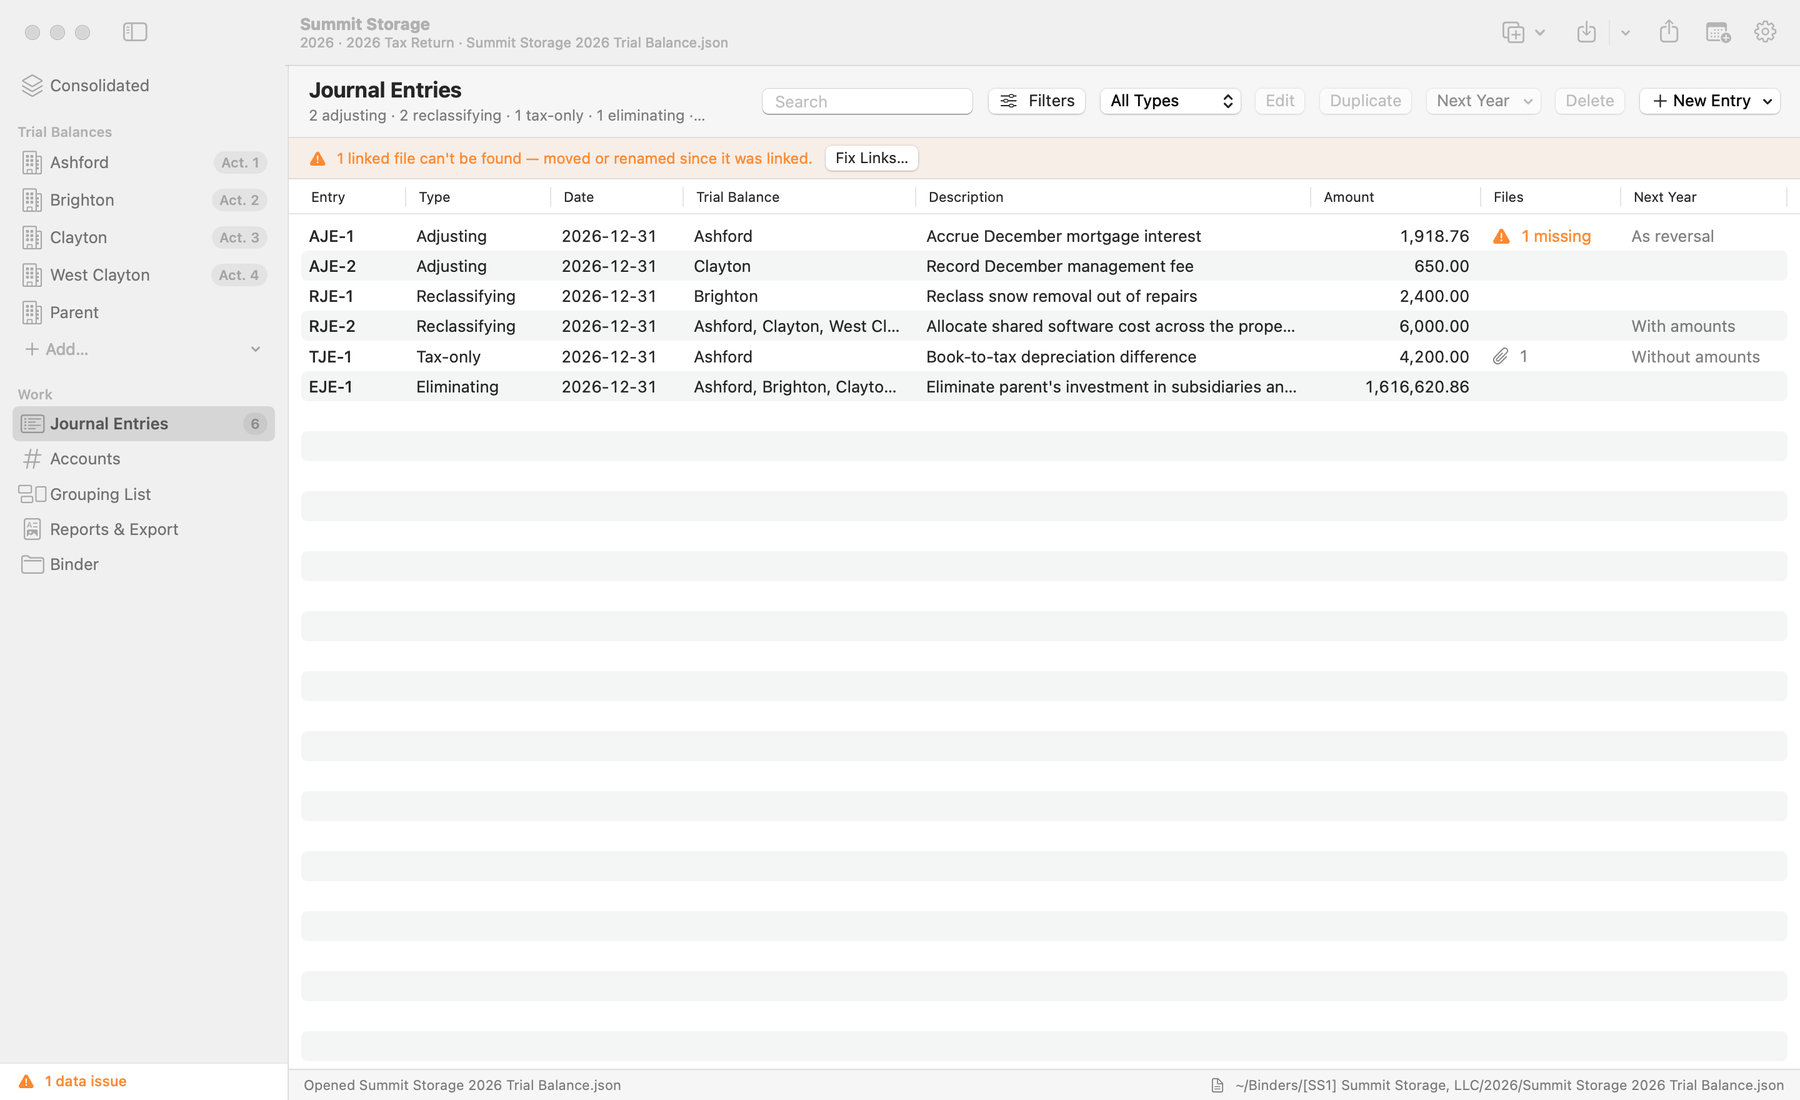 Summit Storage
2026 · 2026 Tax Return · Summit Storage 2026 Trial Balance.json
Consolidated
Trial Balances
Ashford Act. 1
Brighton Act. 2
Clayton Act. 3
West Clayton Act. 4
Parent
Add...
Work
Journal Entries 6
Accounts
Grouping List
Reports & Export
Binder
1 data issue
Journal Entries
2 adjusting · 2 reclassifying · 1 tax-only · 1 eliminating ·...
Search
Filters
All Types
Edit
Duplicate
Next Year
Delete
New Entry
1 linked file can't be found — moved or renamed since it was linked. Fix Links...
Entry Type Date Trial Balance Description Amount Files Next Year
AJE-1 Adjusting 2026-12-31 Ashford Accrue December mortgage interest 1,918.76 1 missing As reversal
AJE-2 Adjusting 2026-12-31 Clayton Record December management fee 650.00
RJE-1 Reclassifying 2026-12-31 Brighton Reclass snow removal out of repairs 2,400.00
RJE-2 Reclassifying 2026-12-31 Ashford, Clayton, West Cl... Allocate shared software cost across the prope... 6,000.00 With amounts
TJE-1 Tax-only 2026-12-31 Ashford Book-to-tax depreciation difference 4,200.00 1 Without amounts
EJE-1 Eliminating 2026-12-31 Ashford, Brighton, Clayto... Eliminate parent's investment in subsidiaries an... 1,616,620.86
Opened Summit Storage 2026 Trial Balance.json
~/Binders/[SS1] Summit Storage, LLC/2026/Summit Storage 2026 Trial Balance.json